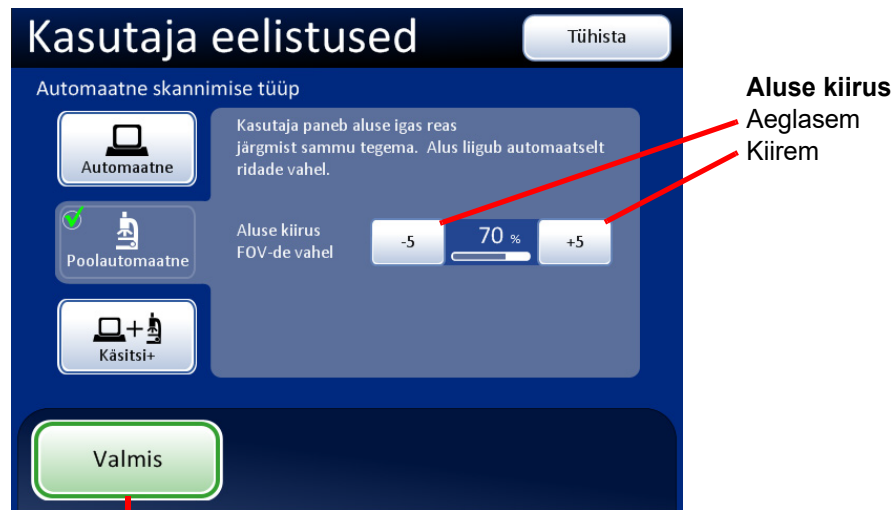 Kasutaja eelistused
Tühista
Automaatne skannimise tüüp
Automaatne
Kasutaja paneb aluse igas reas
järgmist sammu tegema. Alus liigub automaatselt
ridade vahel.
Poolautomaatne
Aluse kiirus
FOV-de vahel
-5
70 %
+5
Käsitsi+
Valmis
Aluse kiirus
Aeglasem
Kiirem